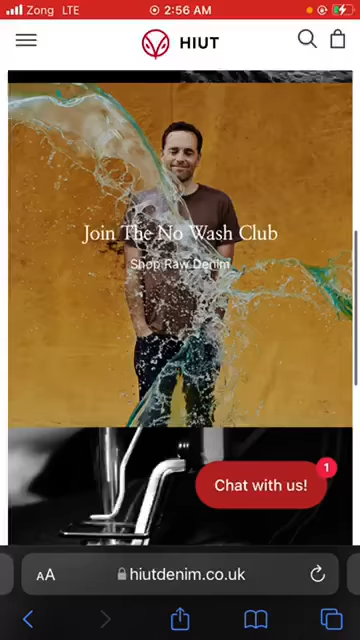 Zong LTE 2:56 AM
HIUT
Join The No Wash Club
Shop Raw Denim
1
Chat with us!
AA hiutdenim.co.uk